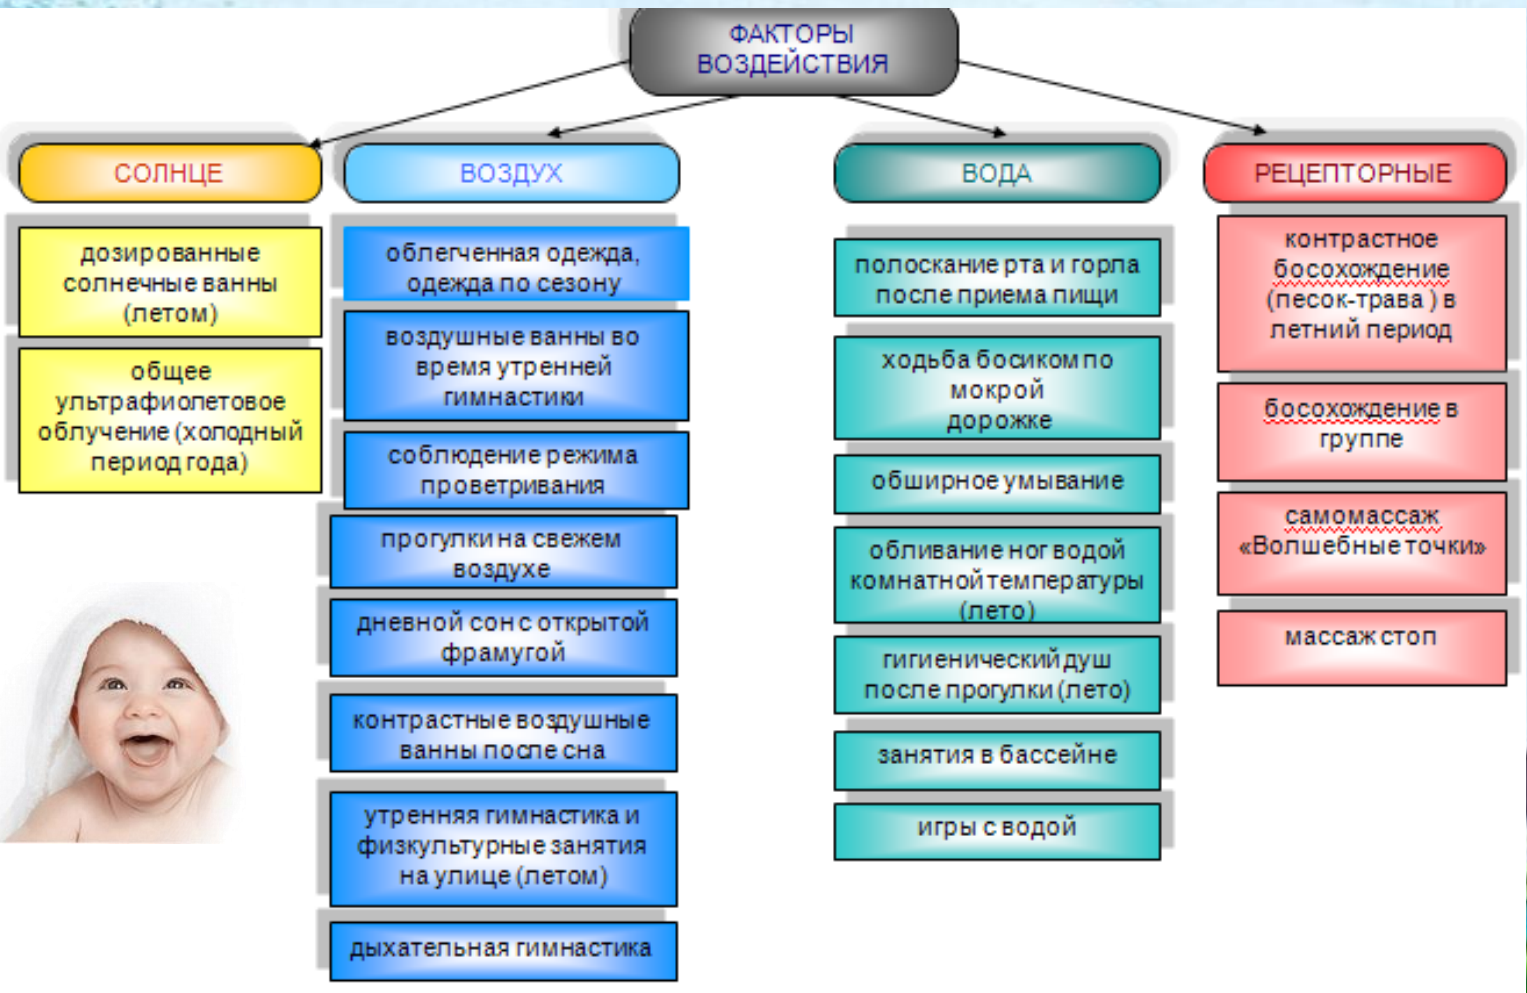 ФАКТОРЫ
ВОЗДЕЙСТВИЯ
СОЛНЦЕ
дозированные
солнечные ванны
(летом)
общее
ультрафиолетовое
облучение (холодный
период года)
ВОЗДУХ
облегченная одежда,
одежда по сезону
воздушные ванны во
время утренней
гимнастики
соблюдение режима
проветривания
прогулки на свежем
воздухе
дневной сон с открытой
фрамугой
контрастные воздушные
ванны после сна
утренняя гимнастика и
физкультурные занятия
на улице (летом)
дыхательная гимнастика
ВОДА
полоскание рта и горла
после приема пищи
ходьба босиком по
мокрой
дорожке
обширное умывание
обливание ног водой
комнатной температуры
(лето)
гигиенический душ
после прогулки (лето)
занятия в бассейне
игры с водой
РЕЦЕПТОРНЫЕ
контрастное
босохождение
(песок-трава ) в
летний период
босохождение в
группе
самомассаж
«Волшебные точки»
массаж стоп